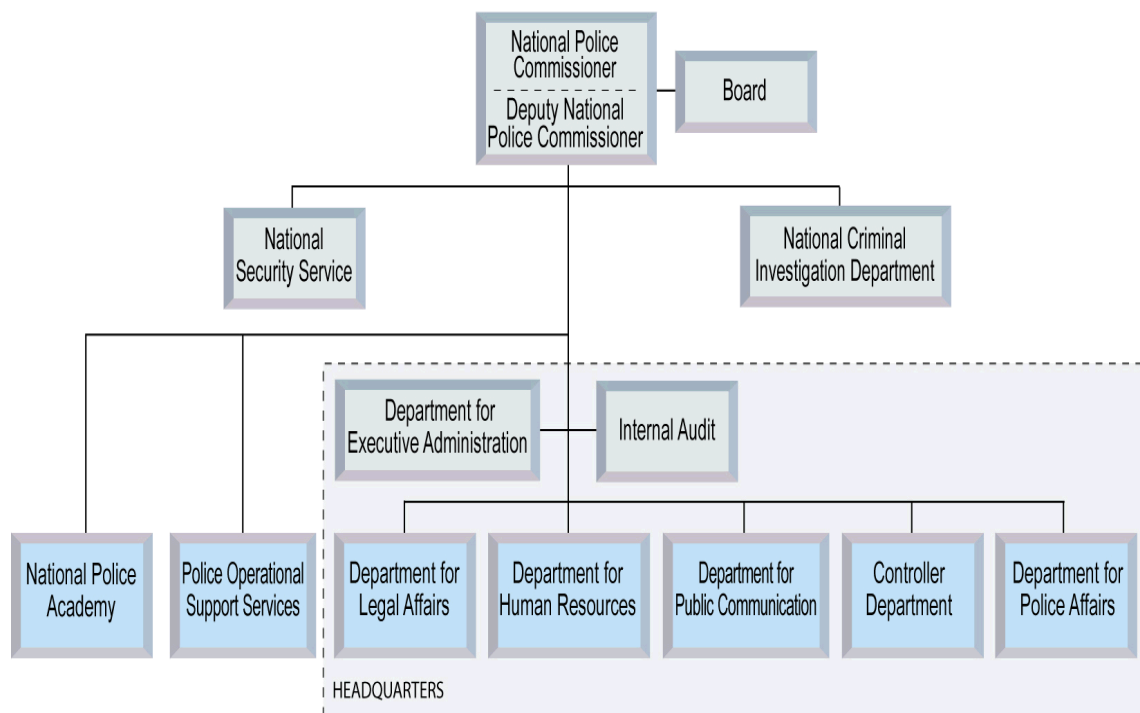 National Police
Commissioner
Deputy National
Police Commissioner
Board
National
Security Service
National Criminal
Investigation Department
Department for
Executive Administration
Internal Audit
National Police
Academy
Police Operational
Support Services
Department for
Legal Affairs
Department for
Human Resources
Department for
Public Communication
Controller
Department
Department for
Police Affairs
HEADQUARTERS